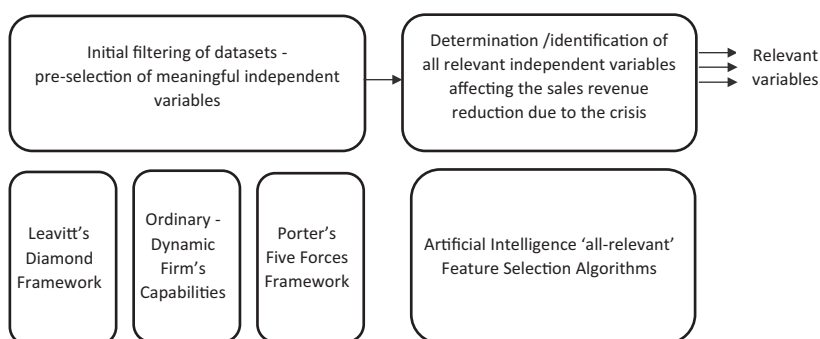 Initial filtering of datasets -
pre-selection of meaningful independent
variables
Determination /identification of
all relevant independent variables
affecting the sales revenue
reduction due to the crisis
Relevant
variables
Leavitt's
Diamond
Framework
Ordinary -
Dynamic
Firm's
Capabilities
Porter's
Five Forces
Framework
Artificial Intelligence ‘all-relevant’
Feature Selection Algorithms